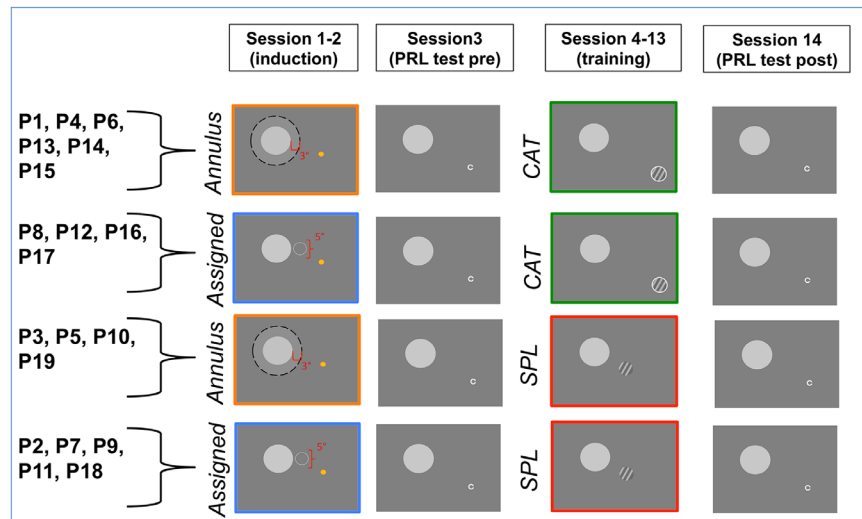 Session 1-2
(induction)
Session3
(PRL test pre)
Session 4-13
(training)
Session 14
(PRL test post)
P1, P4, P6,
P13, P14,
P15
Annulus
3°
c
CAT
c
P8, P12, P16,
P17
Assigned
5°
c
CAT
c
P3, P5, P10,
P19
Annulus
3°
c
SPL
c
P2, P7, P9,
P11, P18
Assigned
5°
c
SPL
c